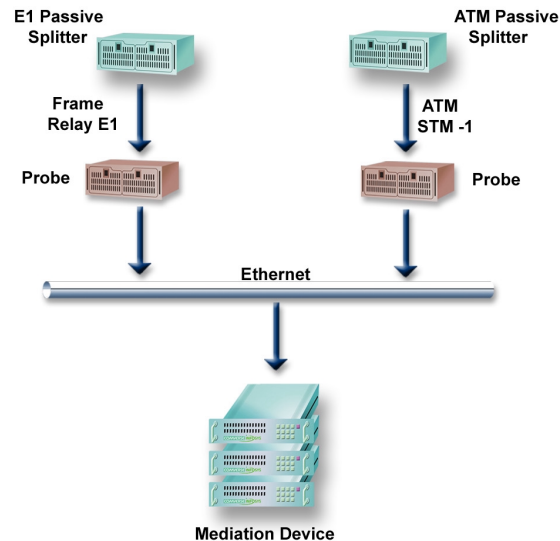 E1 Passive
Splitter
ATM Passive
Splitter
Frame
Relay E1
ATM
STM -1
Probe
Probe
Ethernet
Mediation Device